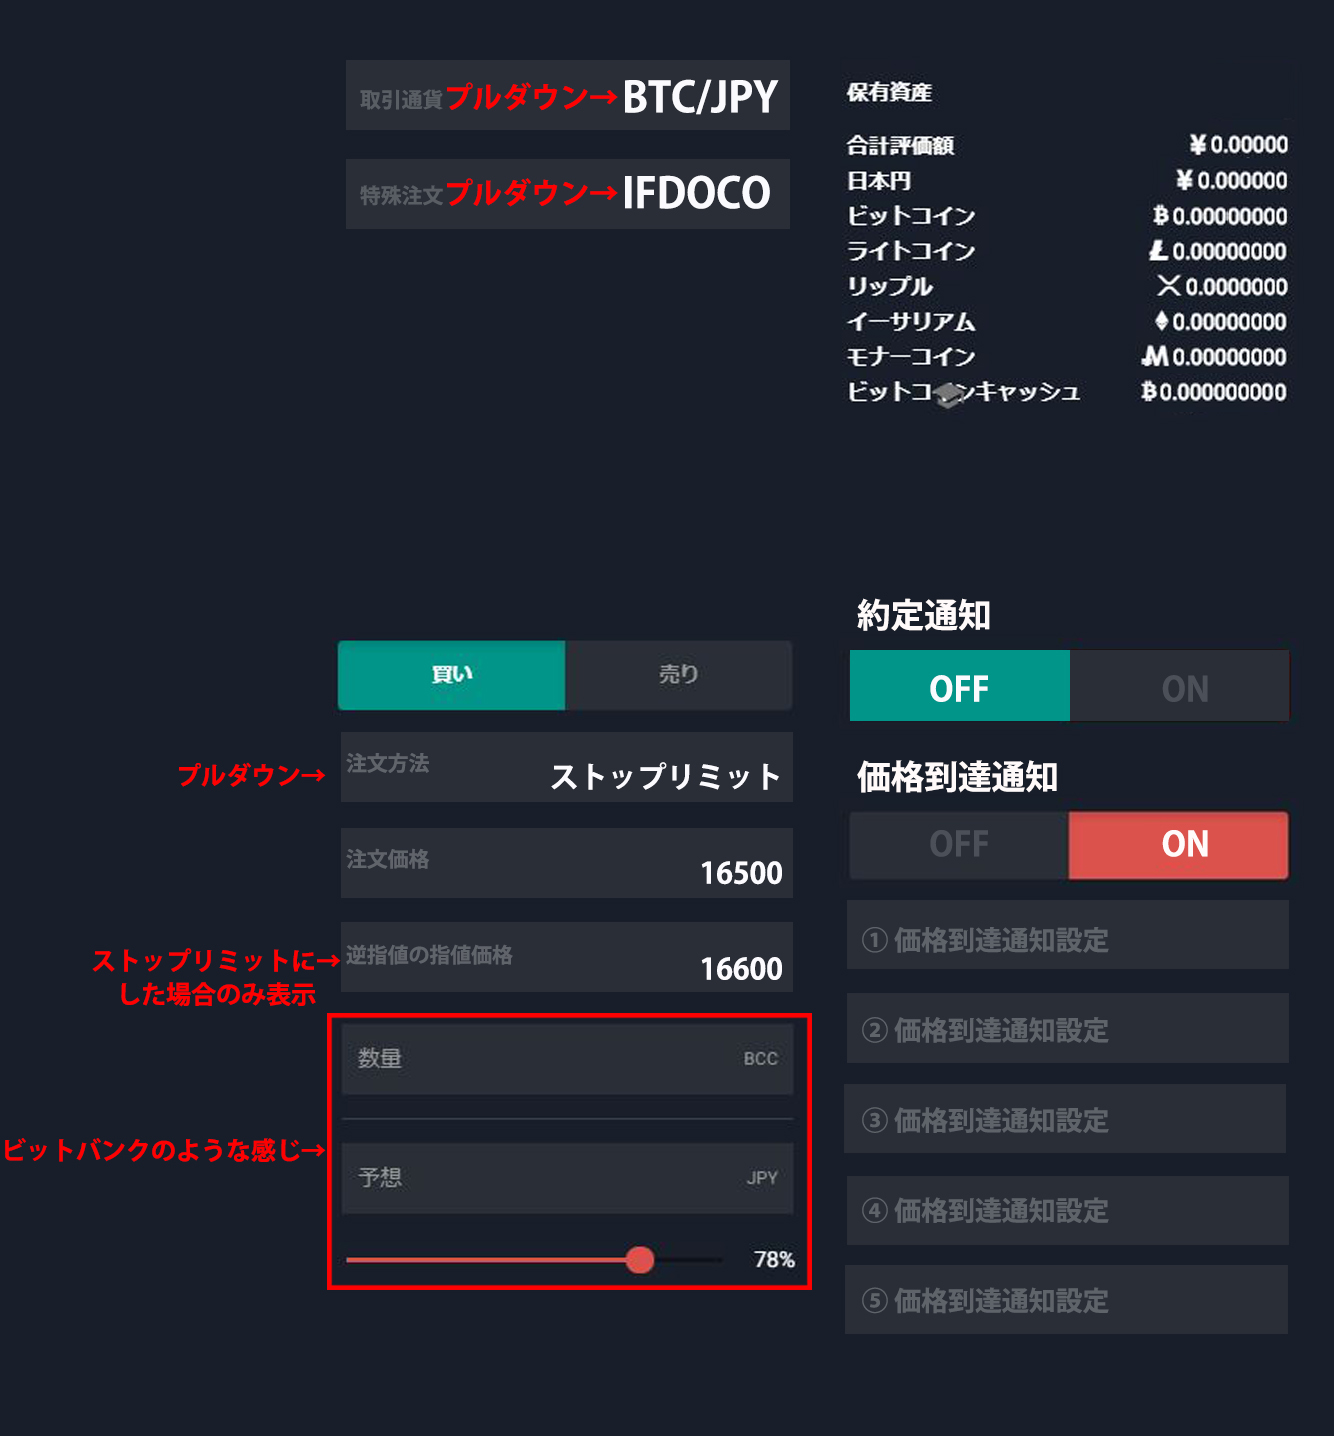 取引通貨プルダウン→BTC/JPY
特殊注文プルダウン→IFDOCO
保有資産
合計評価額 ¥0.00000
日本円 ¥0.000000
ビットコイン ₿0.00000000
ライトコイン Ł0.00000000
リップル 0.0000000
イーサリアム 0.00000000
モナーコイン 0.00000000
ビットコインキャッシュ ₿0.000000000
買い 売り
プルダウン→
注文方法 ストップリミット
注文価格 16500
ストップリミットに→
した場合のみ表示
逆指値の指値価格 16600
数量 BCC
ビットバンクのような感じ→
予想 JPY
78%
約定通知
OFF ON
価格到達通知
OFF ON
① 価格到達通知設定
② 価格到達通知設定
③ 価格到達通知設定
④ 価格到達通知設定
⑤ 価格到達通知設定